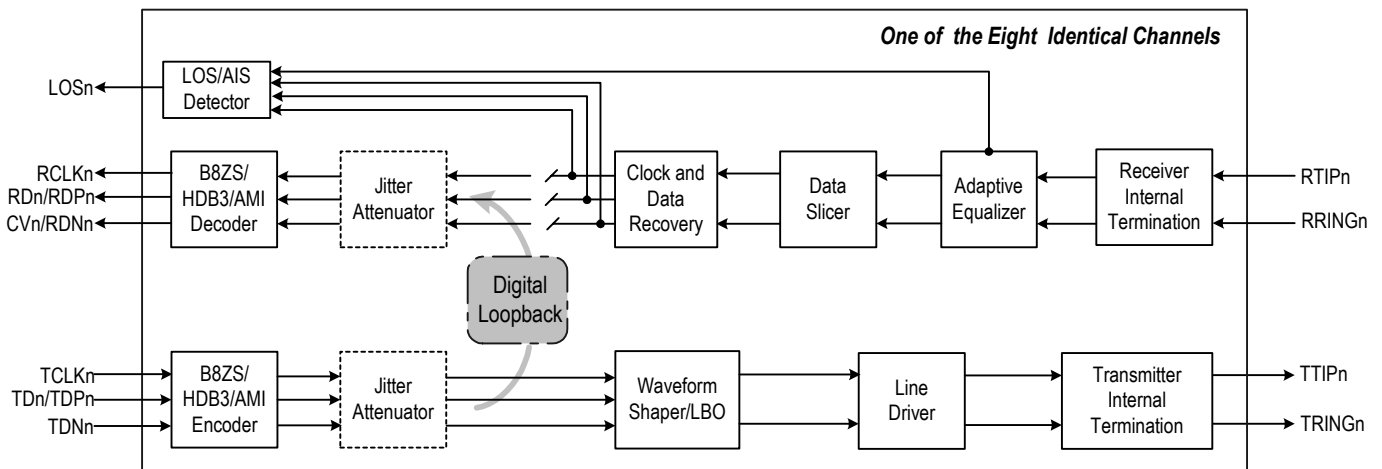 One of the Eight Identical Channels
LOSn
LOS/AIS
Detector
RCLKn
RDn/RDPn
CVn/RDNn
B8ZS/
HDB3/AMI
Decoder
Jitter
Attenuator
Clock and
Data
Recovery
Data
Slicer
Adaptive
Equalizer
Receiver
Internal
Termination
RTIPn
RRINGn
Digital
Loopback
TCLKn
TDn/TDPn
TDNn
B8ZS/
HDB3/AMI
Encoder
Jitter
Attenuator
Waveform
Shaper/LBO
Line
Driver
Transmitter
Internal
Termination
TTIPn
TRINGn